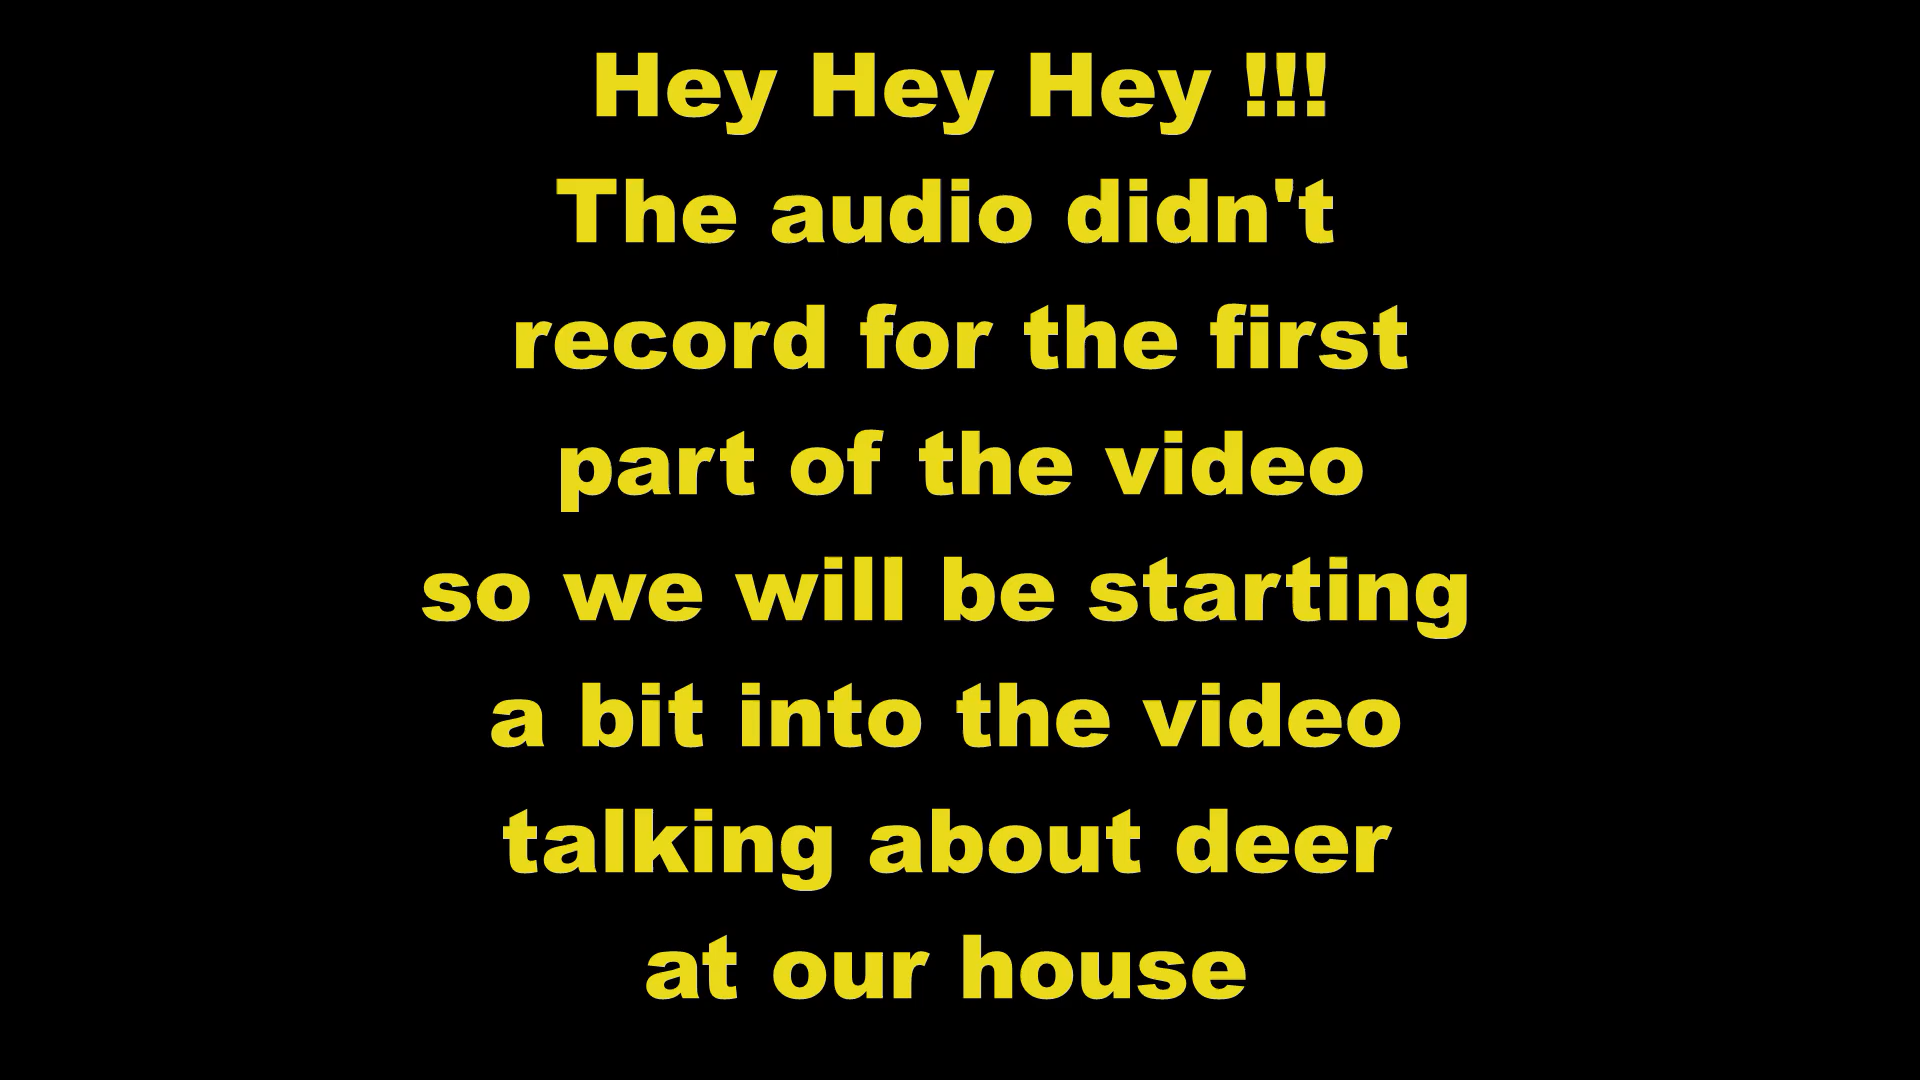 Hey Hey Hey !!!
The audio didn't
record for the first
part of the video
so we will be starting
a bit into the video
talking about deer
at our house